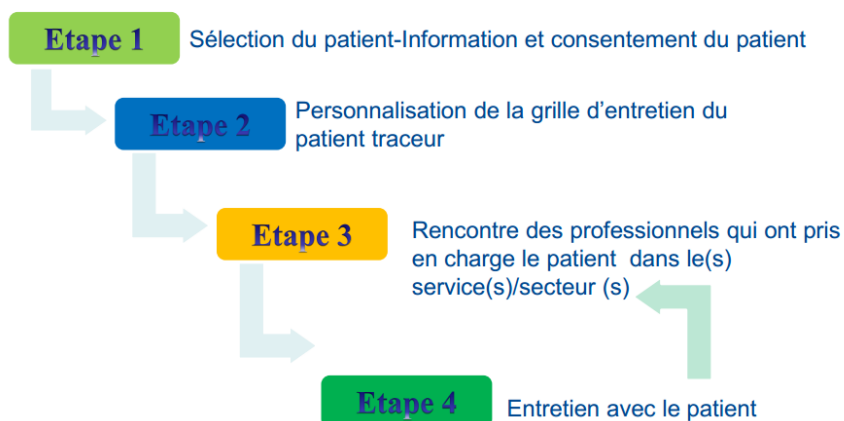 Etape 1
Sélection du patient-Information et consentement du patient
Etape 2
Personnalisation de la grille d'entretien du
patient traceur
Etape 3
Rencontre des professionnels qui ont pris
en charge le patient dans le(s)
service(s)/secteur (s)
Etape 4
Entretien avec le patient